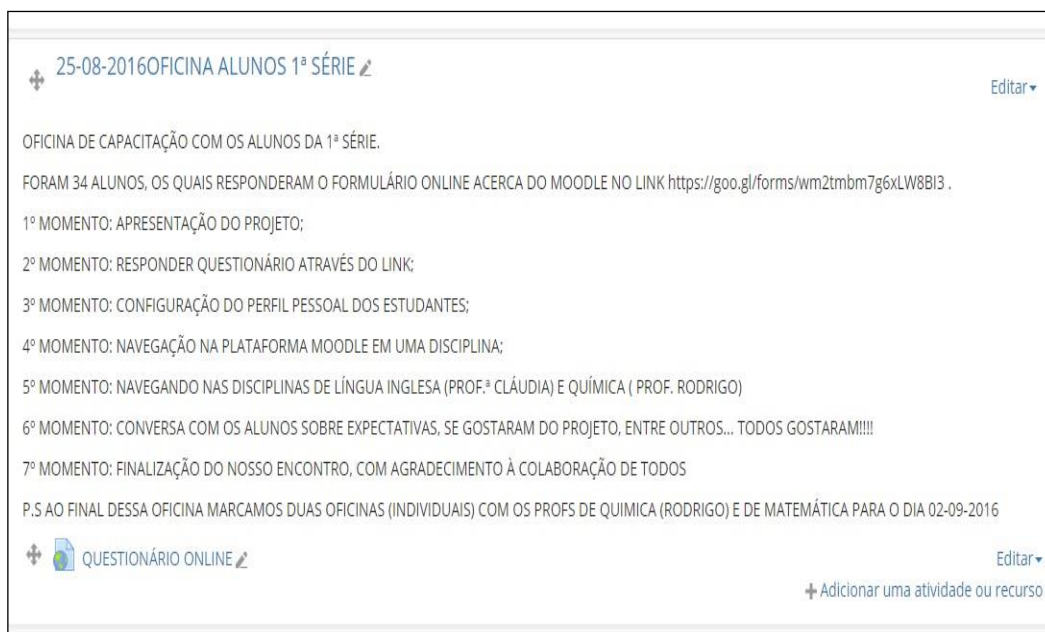 25-08-2016OFICINA ALUNOS 1ª SÉRIE
Editar
OFICINA DE CAPACITAÇÃO COM OS ALUNOS DA 1ª SÉRIE.
FORAM 34 ALUNOS, OS QUAIS RESPONDERAM O FORMULÁRIO ONLINE ACERCA DO MOODLE NO LINK https://goo.gl/forms/wm2tmbm7g6xLW8BI3 .
1º MOMENTO: APRESENTAÇÃO DO PROJETO;
2º MOMENTO: RESPONDER QUESTIONÁRIO ATRAVÉS DO LINK;
3º MOMENTO: CONFIGURAÇÃO DO PERFIL PESSOAL DOS ESTUDANTES;
4º MOMENTO: NAVEGAÇÃO NA PLATAFORMA MOODLE EM UMA DISCIPLINA;
5º MOMENTO: NAVEGANDO NAS DISCIPLINAS DE LÍNGUA INGLESA (PROF.ª CLÁUDIA) E QUÍMICA ( PROF. RODRIGO)
6º MOMENTO: CONVERSA COM OS ALUNOS SOBRE EXPECTATIVAS, SE GOSTARAM DO PROJETO, ENTRE OUTROS... TODOS GOSTARAM!!!!
7º MOMENTO: FINALIZAÇÃO DO NOSSO ENCONTRO, COM AGRADECIMENTO À COLABORAÇÃO DE TODOS
P.S AO FINAL DESSA OFICINA MARCAMOS DUAS OFICINAS (INDIVIDUAIS) COM OS PROFS DE QUIMICA (RODRIGO) E DE MATEMÁTICA PARA O DIA 02-09-2016
QUESTIONÁRIO ONLINE
Editar
Adicionar uma atividade ou recurso